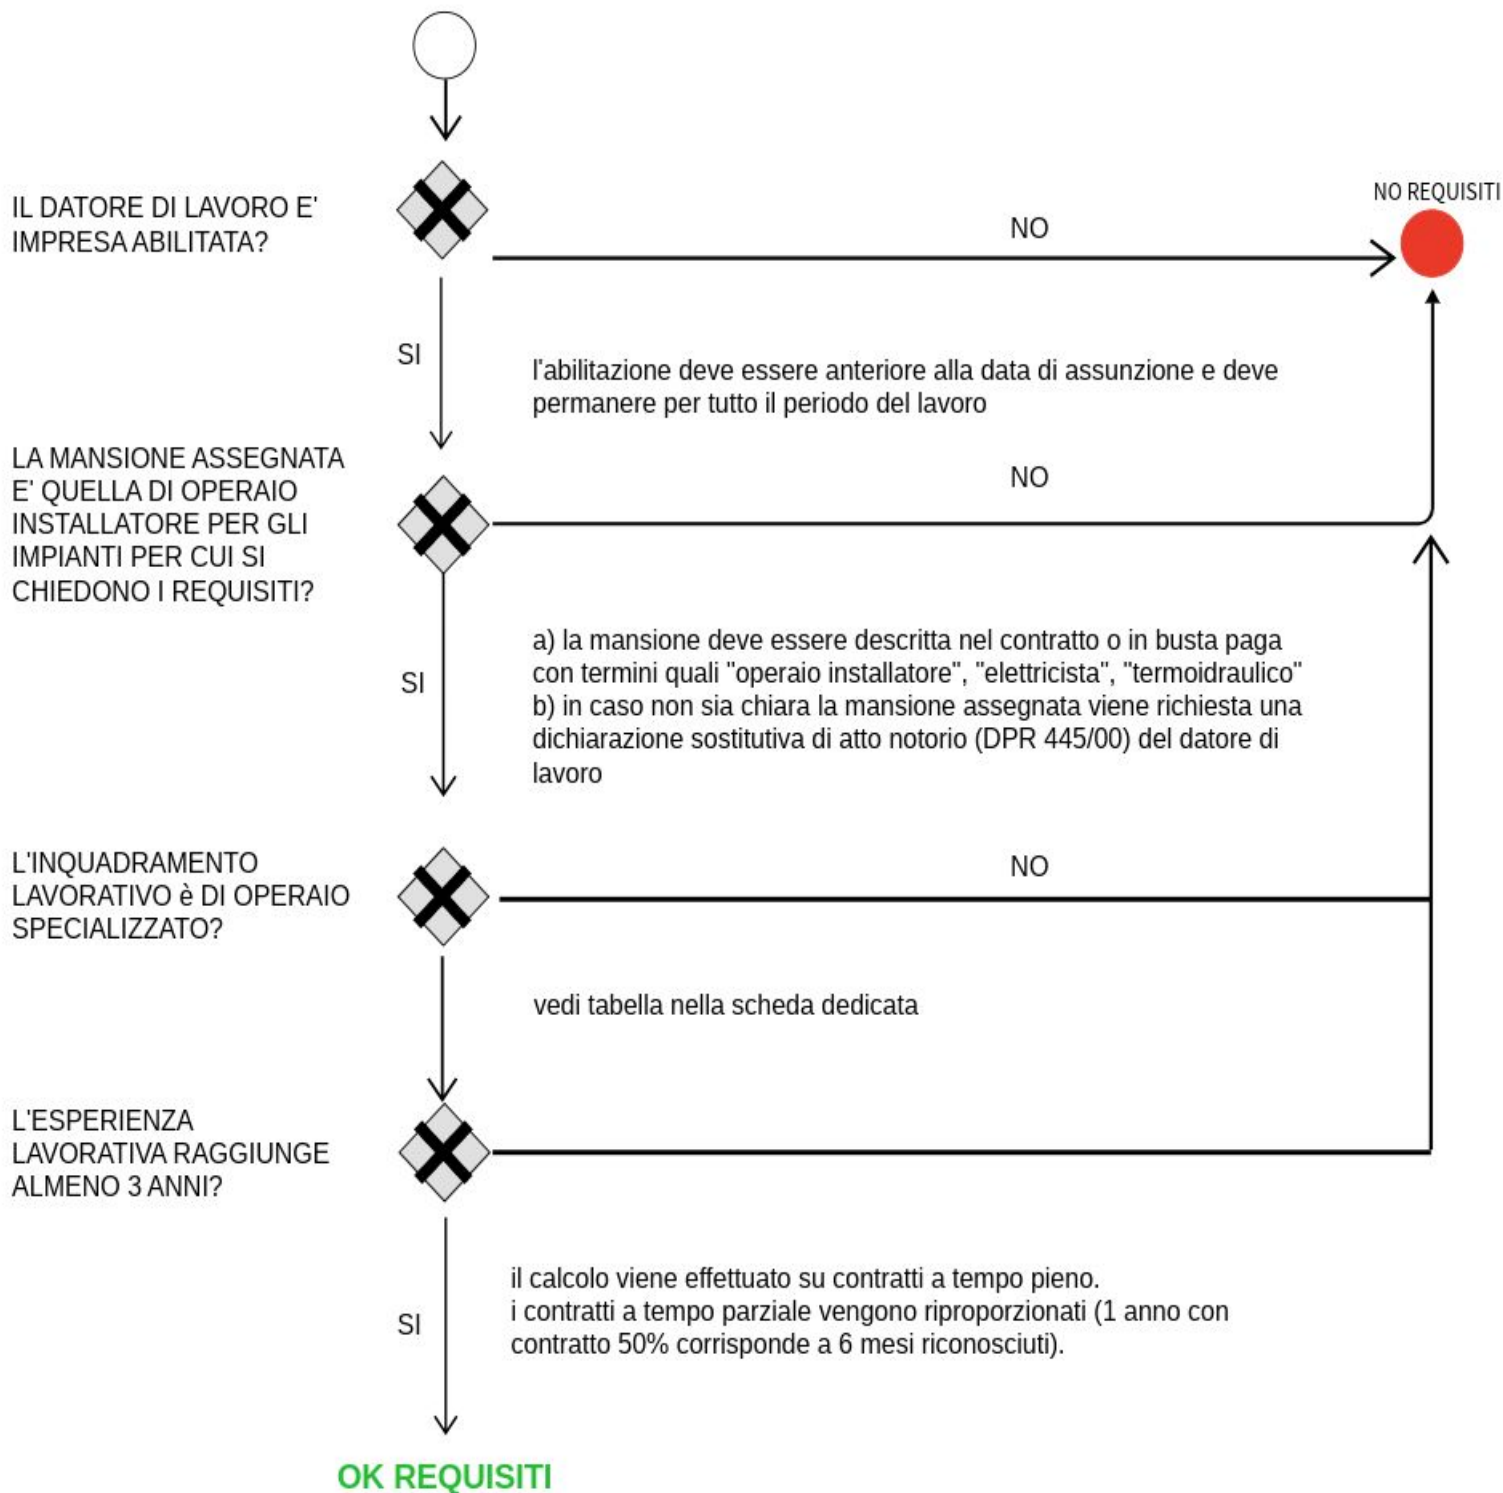 NO REQUISITI
IL DATORE DI LAVORO E'
IMPRESA ABILITATA?
NO
SI
l'abilitazione deve essere anteriore alla data di assunzione e deve
permanere per tutto il periodo del lavoro
LA MANSIONE ASSEGNATA
E' QUELLA DI OPERAIO
INSTALLATORE PER GLI
IMPIANTI PER CUI SI
CHIEDONO I REQUISITI?
NO
SI
a) la mansione deve essere descritta nel contratto o in busta paga
con termini quali "operaio installatore", "elettricista", "termoidraulico"
b) in caso non sia chiara la mansione assegnata viene richiesta una
dichiarazione sostitutiva di atto notorio (DPR 445/00) del datore di
lavoro
L'INQUADRAMENTO
LAVORATIVO è DI OPERAIO
SPECIALIZZATO?
NO
vedi tabella nella scheda dedicata
L'ESPERIENZA
LAVORATIVA RAGGIUNGE
ALMENO 3 ANNI?
SI
il calcolo viene effettuato su contratti a tempo pieno.
i contratti a tempo parziale vengono riproporzionati (1 anno con
contratto 50% corrisponde a 6 mesi riconosciuti).
OK REQUISITI